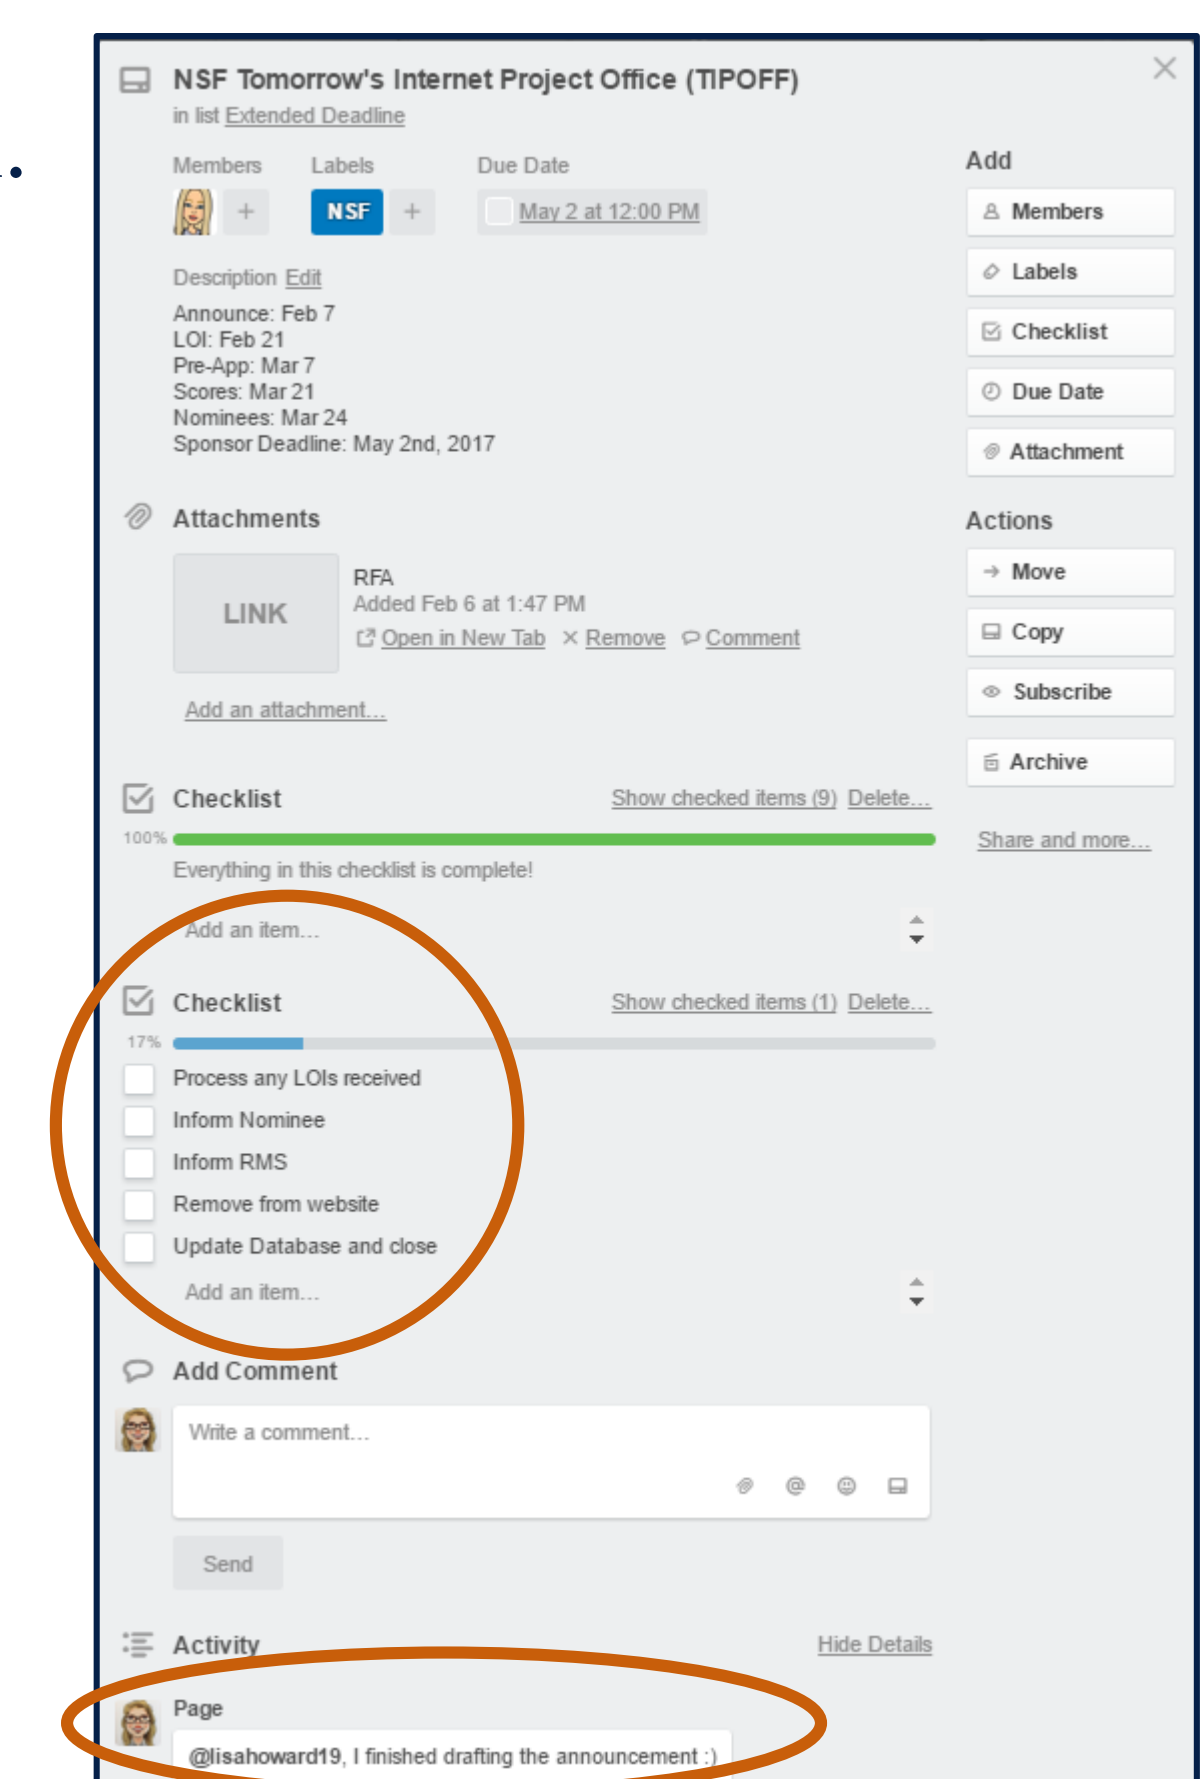 NSF Tomorrow's Internet Project Office (TIPOFF)
in list Extended Deadline
Members Labels Due Date
NSF
May 2 at 12:00 PM
Description Edit
Announce: Feb 7
LOI: Feb 21
Pre-App: Mar 7
Scores: Mar 21
Nominees: Mar 24
Sponsor Deadline: May 2nd, 2017
Attachments
LINK
RFA
Added Feb 6 at 1:47 PM
Open in New Tab Remove Comment
Add an attachment...
Checklist Show checked items (9) Delete...
100%
Everything in this checklist is complete!
Add an item...
Checklist Show checked items (1) Delete...
17%
Process any LOIs received
Inform Nominee
Inform RMS
Remove from website
Update Database and close
Add an item...
Add Comment
Write a comment...
@
Send
Activity Hide Details
Page
@lisahoward19, I finished drafting the announcement :)
Add
Members
Labels
Checklist
Due Date
Attachment
Actions
Move
Copy
Subscribe
Archive
Share and more...